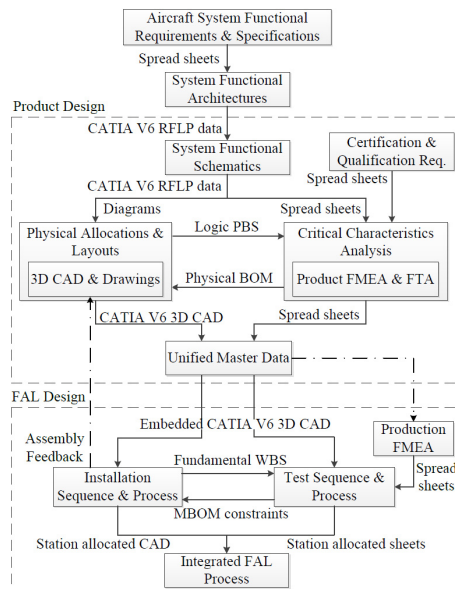 Aircraft System Functional
Requirements & Specifications
Spread sheets
System Functional
Architectures
Product Design
CATIA V6 RFLP data
System Functional
Schematics
Certification &
Qualification Req.
CATIA V6 RFLP data
Spread sheets
Diagrams
Spread sheets
Physical Allocations &
Layouts
3D CAD & Drawings
Logic PBS
Physical BOM
Critical Characteristics
Analysis
Product FMEA & FTA
CATIA V6 3D CAD
Spread sheets
Unified Master Data
FAL Design
Assembly
Feedback
Embedded CATIA V6 3D CAD
Production
FMEA
Spread
sheets
Fundamental WBS
Installation
Sequence & Process
Test Sequence &
Process
MBOM constraints
Station allocated CAD
Station allocated sheets
Integrated FAL
Process